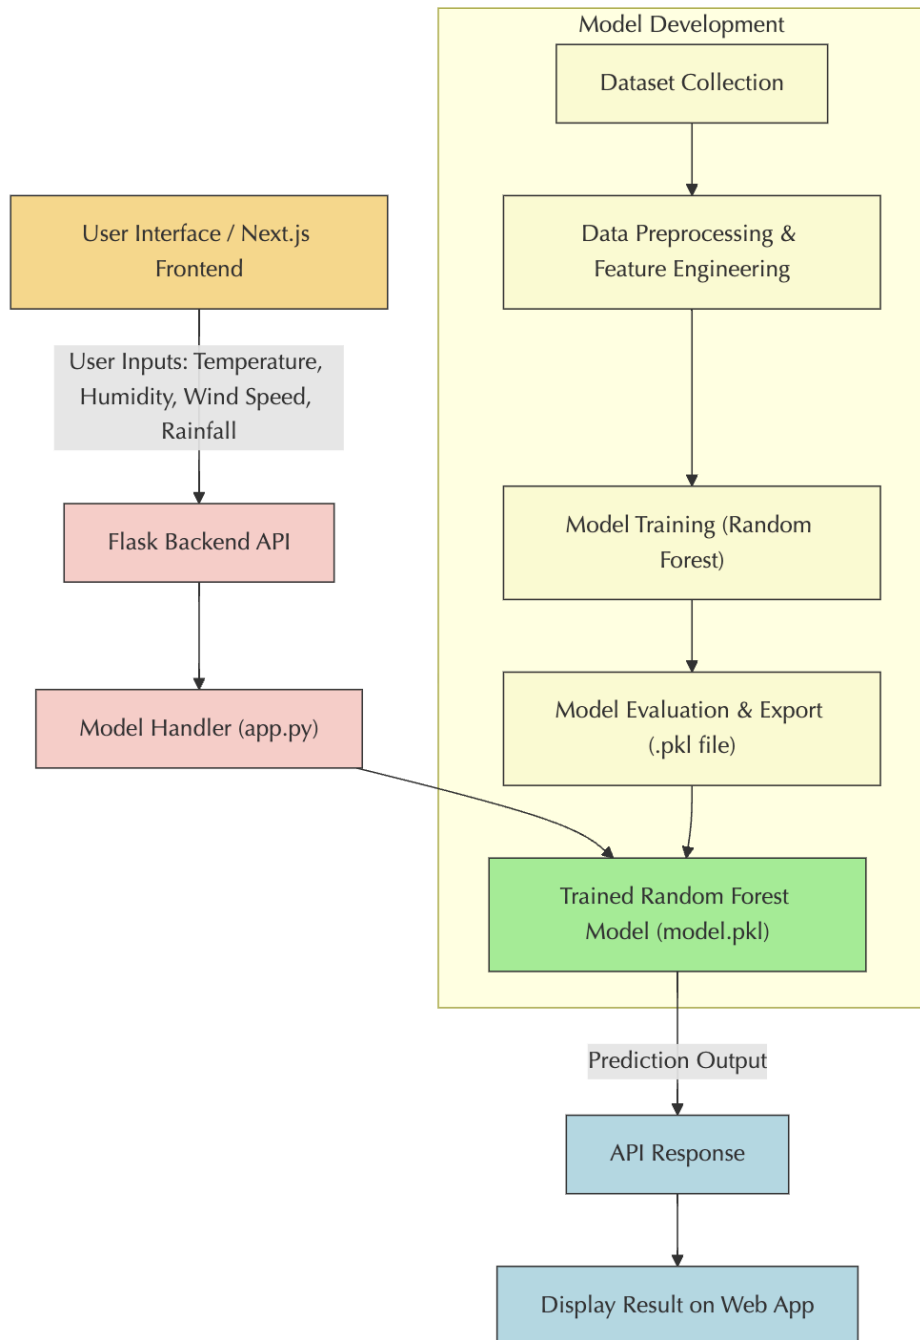 Model Development
Dataset Collection
User Interface / Next.js
Frontend
Data Preprocessing &
Feature Engineering
User Inputs: Temperature,
Humidity, Wind Speed,
Rainfall
Flask Backend API
Model Training (Random
Forest)
Model Handler (app.py)
Model Evaluation & Export
(.pkl file)
Trained Random Forest
Model (model.pkl)
Prediction Output
API Response
Display Result on Web App